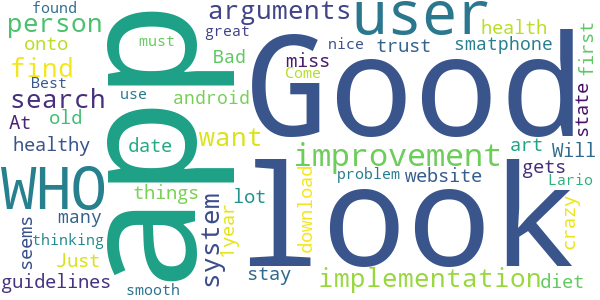 found
person
onto
find
Best
search
At old
healthy
WHO
seems
many
thinking
Just
guidelines
smooth
app
arguments
must
great
Bad
use
android
date
want
things
system
1year
lot
stay
user
Good
miss
nice
trust
smatphone
health
Come
first
state
improvement
art
Will
gets
problem
website
Lario
download
look
crazy
implementation
diet